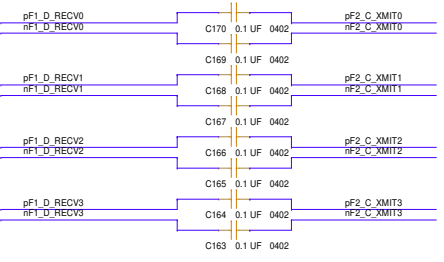 pF1_D_RECV0 pF2_C_XMIT0
nF1_D_RECV0 C170 0.1 UF 0402 nF2_C_XMIT0
C169 0.1 UF 0402
pF1_D_RECV1 pF2_C_XMIT1
nF1_D_RECV1 C168 0.1 UF 0402 nF2_C_XMIT1
C167 0.1 UF 0402
pF1_D_RECV2 pF2_C_XMIT2
nF1_D_RECV2 C166 0.1 UF 0402 nF2_C_XMIT2
C165 0.1 UF 0402
pF1_D_RECV3 pF2_C_XMIT3
nF1_D_RECV3 C164 0.1 UF 0402 nF2_C_XMIT3
C163 0.1 UF 0402